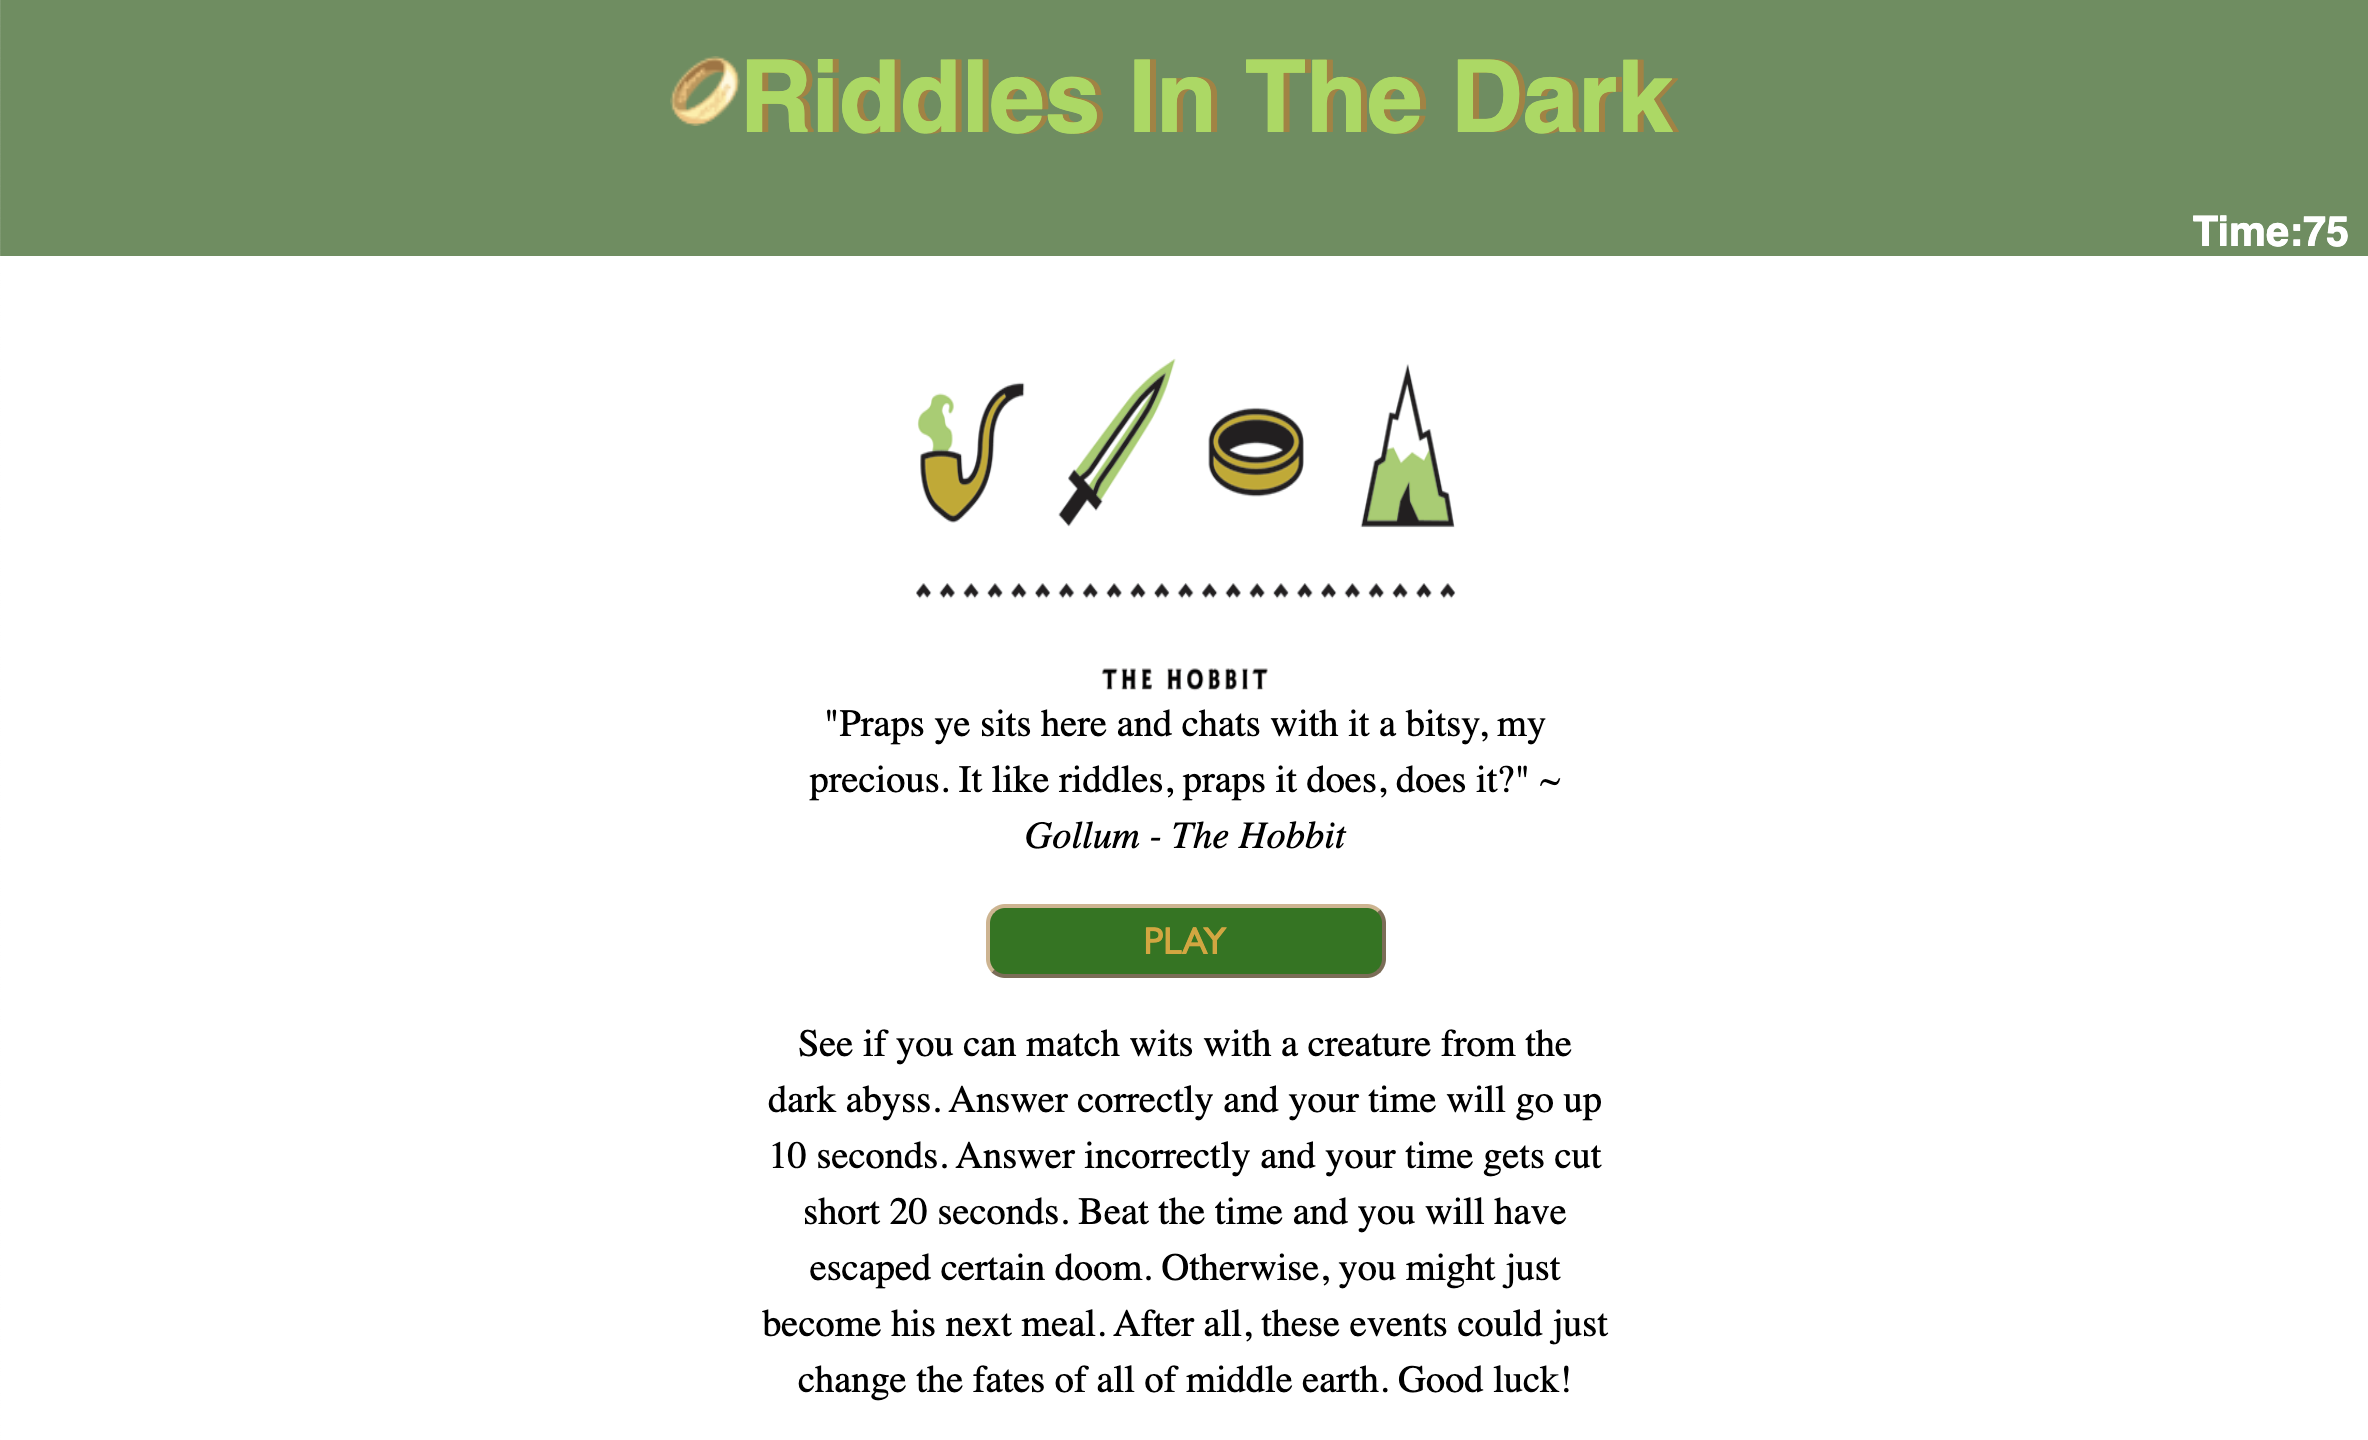 Riddles In The Dark
Time:75
THE HOBBIT
"Praps ye sits here and chats with it a bitsy, my
precious. It like riddles, praps it does, does it?" ~
Gollum - The Hobbit
PLAY
See if you can match wits with a creature from the
dark abyss. Answer correctly and your time will go up
10 seconds. Answer incorrectly and your time gets cut
short 20 seconds. Beat the time and you will have
escaped certain doom. Otherwise, you might just
become his next meal. After all, these events could just
change the fates of all of middle earth. Good luck!